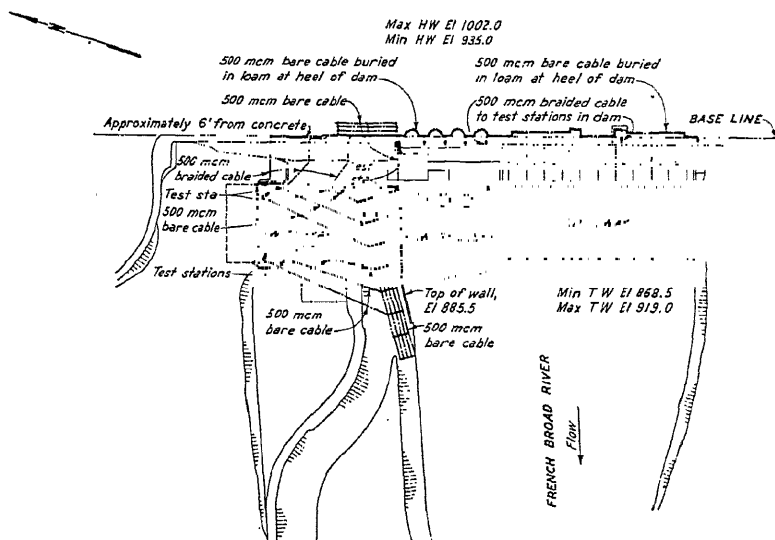 N
Max HW El 1002.0
Min HW El 935.0
500 mcm bare cable buried
in loam at heel of dam
500 mcm bare cable buried
in loam at heel of dam
500 mcm bare cable
500 mcm braided cable
to test stations in dam
Approximately 6' from concrete
BASE LINE
500 mcm
braided cable
Test sta
500 mcm
bare cable
Test stations
Top of wall,
El 885.5
Min TW El 868.5
Max TW El 919.0
500 mcm
bare cable
500 mcm
bare cable
FRENCH BROAD RIVER
Flow